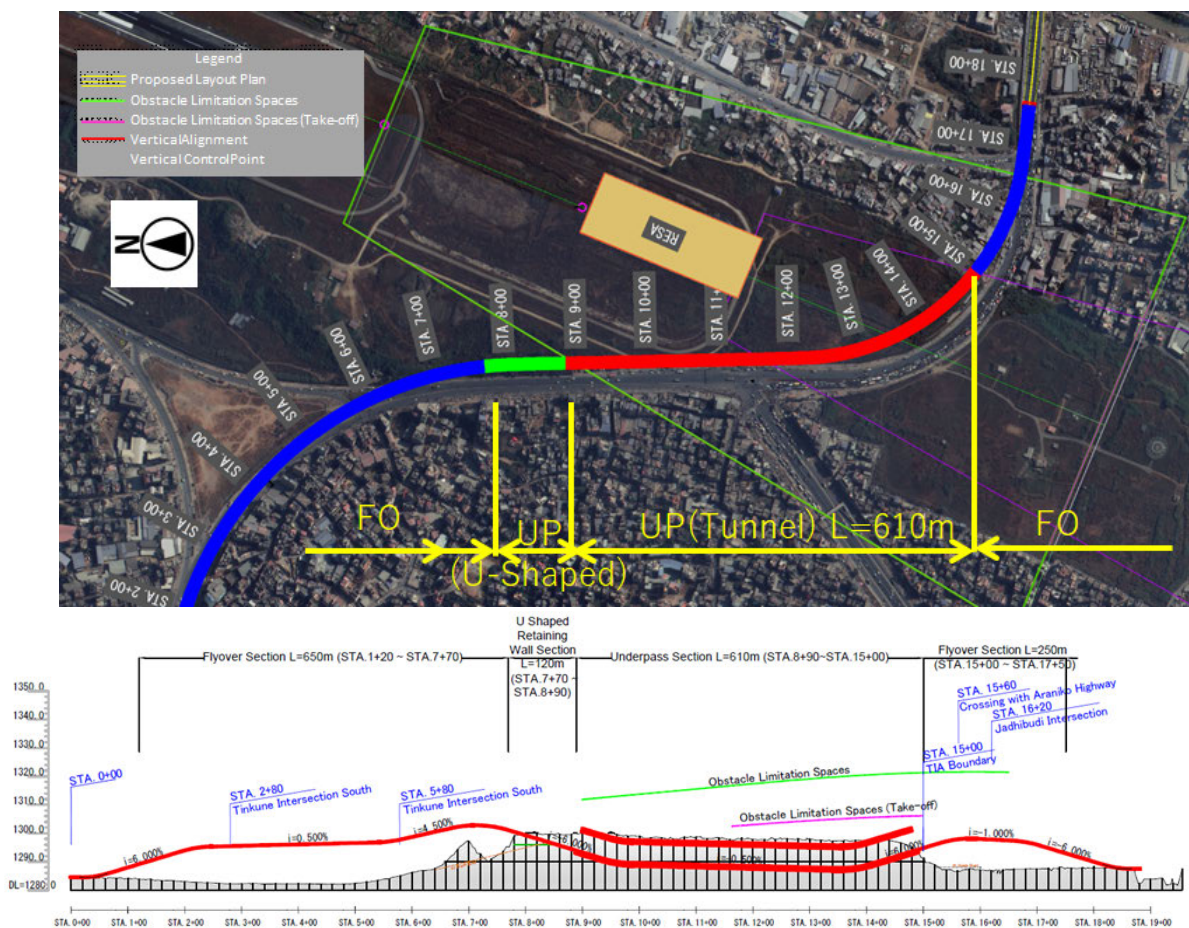 Legend
Proposed Layout Plan
Obstacle Limitation Spaces
Obstacle Limitation Spaces (Take-off)
Vertical Alignment
Vertical Control Point
N
RESA
STA. 2+00
STA. 3+00
STA. 4+00
STA. 5+00
STA. 6+00
STA. 7+00
STA. 8+00
STA. 9+00
STA. 10+00
STA. 11+
STA. 12+00
STA. 13+00
STA. 14+00
STA. 15+00
STA. 16+00
STA. 17+00
STA. 18+00
FO
UP
(U-Shaped)
UP(Tunnel) L=610m
FO
Flyover Section L=650m (STA.1+20 ~ STA.7+70)
U Shaped
Retaining
Wall Section
L=120m
(STA.7+70 ~
STA.8+90)
Underpass Section L=610m (STA.8+90~STA.15+00)
Flyover Section L=250m
(STA.15+00 ~ STA.17+50)
1350.0
1340.0
1330.0
1320.0
1310.0
1300.0
1290.0
DL=1280.0
STA. 0+00
STA. 2+80
Tinkune Intersection South
STA. 5+80
Tinkune Intersection South
STA. 15+60
Crossing with Araniko Highway
STA. 16+20
Jadhibudi Intersection
STA. 15+00
TIA Boundary
Obstacle Limitation Spaces
Obstacle Limitation Spaces (Take-off)
i=6.000%
i=0.500%
i=4.500%
i=6.000%
i=-1.000%
i=-6.000%
STA. 0+00
STA. 1+00
STA. 2+00
STA. 3+00
STA. 4+00
STA. 5+00
STA. 6+00
STA. 7+00
STA. 8+00
STA. 9+00
STA. 10+00
STA. 11+00
STA. 12+00
STA. 13+00
STA. 14+00
STA. 15+00
STA. 16+00
STA. 17+00
STA. 18+00
STA. 19+00